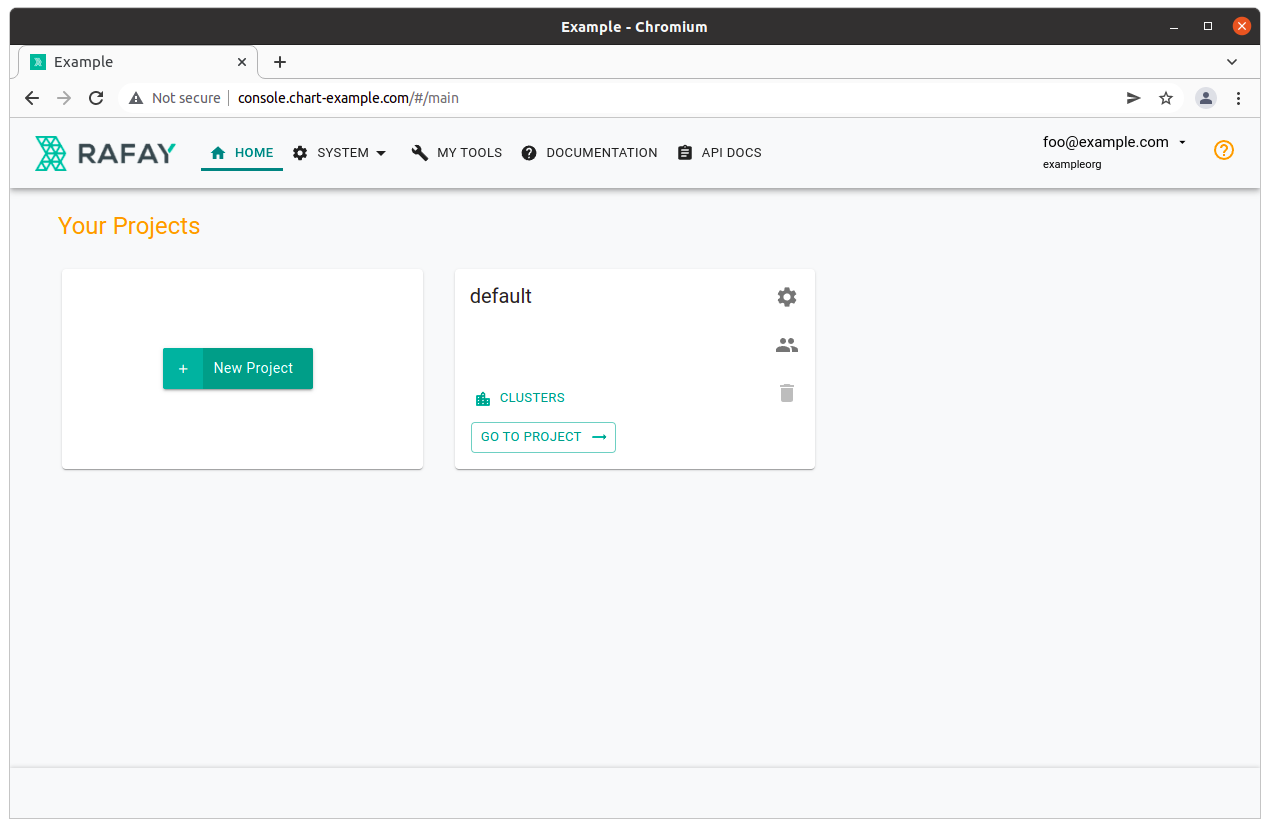 Example - Chromium
Example
Not secure console.chart-example.com/#/main
RAFAY HOME SYSTEM MY TOOLS DOCUMENTATION API DOCS foo@example.com
exampleorg
Your Projects
+ New Project
default
CLUSTERS
GO TO PROJECT